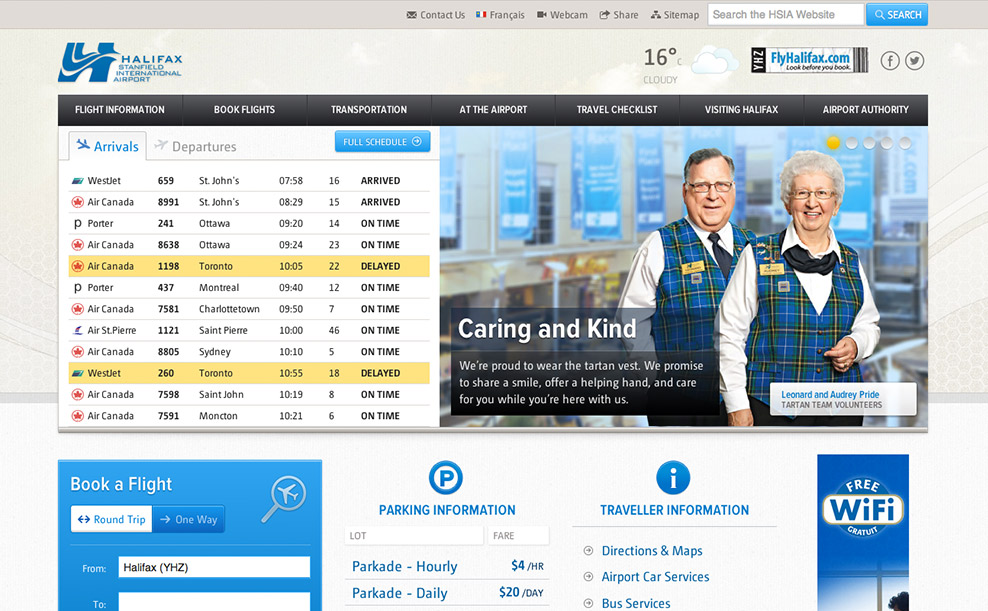 Contact Us Français Webcam Share Sitemap Search the HSIA Website SEARCH
HALIFAX
STANFIELD
INTERNATIONAL
AIRPORT
16°c
CLOUDY
YHZ FlyHalifax.com
Look before you book.
FLIGHT INFORMATION BOOK FLIGHTS TRANSPORTATION AT THE AIRPORT TRAVEL CHECKLIST VISITING HALIFAX AIRPORT AUTHORITY
Arrivals Departures FULL SCHEDULE
WestJet 659 St. John's 07:58 16 ARRIVED
Air Canada 8991 St. John's 08:29 15 ARRIVED
Porter 241 Ottawa 09:20 14 ON TIME
Air Canada 8638 Ottawa 09:24 23 ON TIME
Air Canada 1198 Toronto 10:05 22 DELAYED
Porter 437 Montreal 09:40 12 ON TIME
Air Canada 7581 Charlottetown 09:50 7 ON TIME
Air St.Pierre 1121 Saint Pierre 10:00 46 ON TIME
Air Canada 8805 Sydney 10:10 5 ON TIME
WestJet 260 Toronto 10:55 18 DELAYED
Air Canada 7598 Saint John 10:19 8 ON TIME
Air Canada 7591 Moncton 10:21 6 ON TIME
Caring and Kind
We're proud to wear the tartan vest. We promise
to share a smile, offer a helping hand, and care
for you while you're here with us.
Leonard and Audrey Pride
TARTAN TEAM VOLUNTEERS
Book a Flight
Round Trip One Way
From: Halifax (YHZ)
To:
P
PARKING INFORMATION
LOT FARE
Parkade - Hourly $4 /HR
Parkade - Daily $20 /DAY
i
TRAVELLER INFORMATION
Directions & Maps
Airport Car Services
Bus Services
FREE
WiFi
GRATUIT